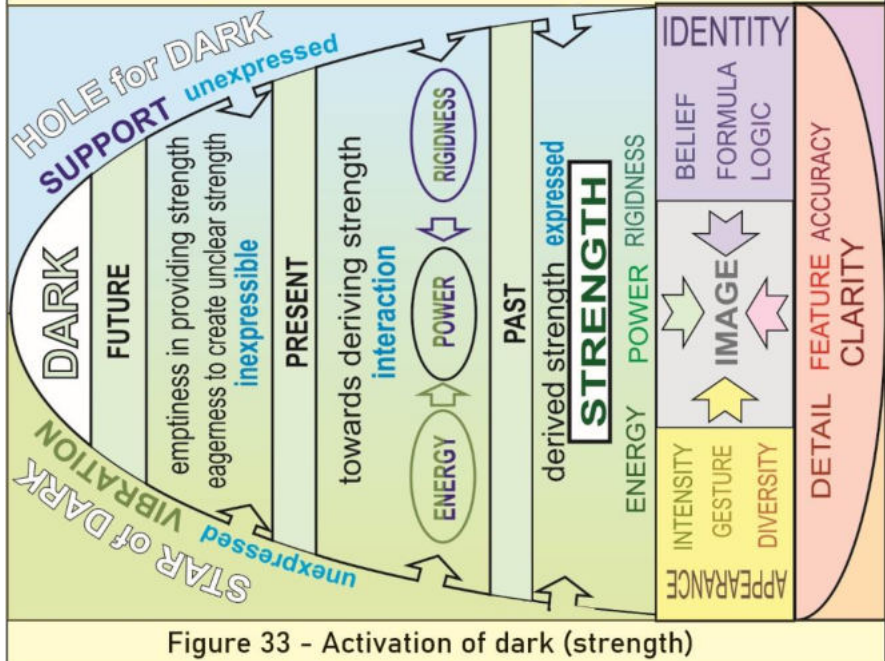 HOLE for DARK
SUPPORT unexpressed
DARK
VIBRATION
STAR of DARK
unexpressed
FUTURE
emptiness in providing strength
eagerness to create unclear strength
inexpressible
PRESENT
towards deriving strength
interaction
ENERGY
POWER
RIGIDNESS
PAST
derived strength expressed
STRENGTH
ENERGY POWER RIGIDNESS
IDENTITY
BELIEF
FORMULA
LOGIC
IMAGE
INTENSITY
GESTURE
DIVERSITY
APPEARANCE
DETAIL FEATURE ACCURACY
CLARITY
Figure 33 - Activation of dark (strength)